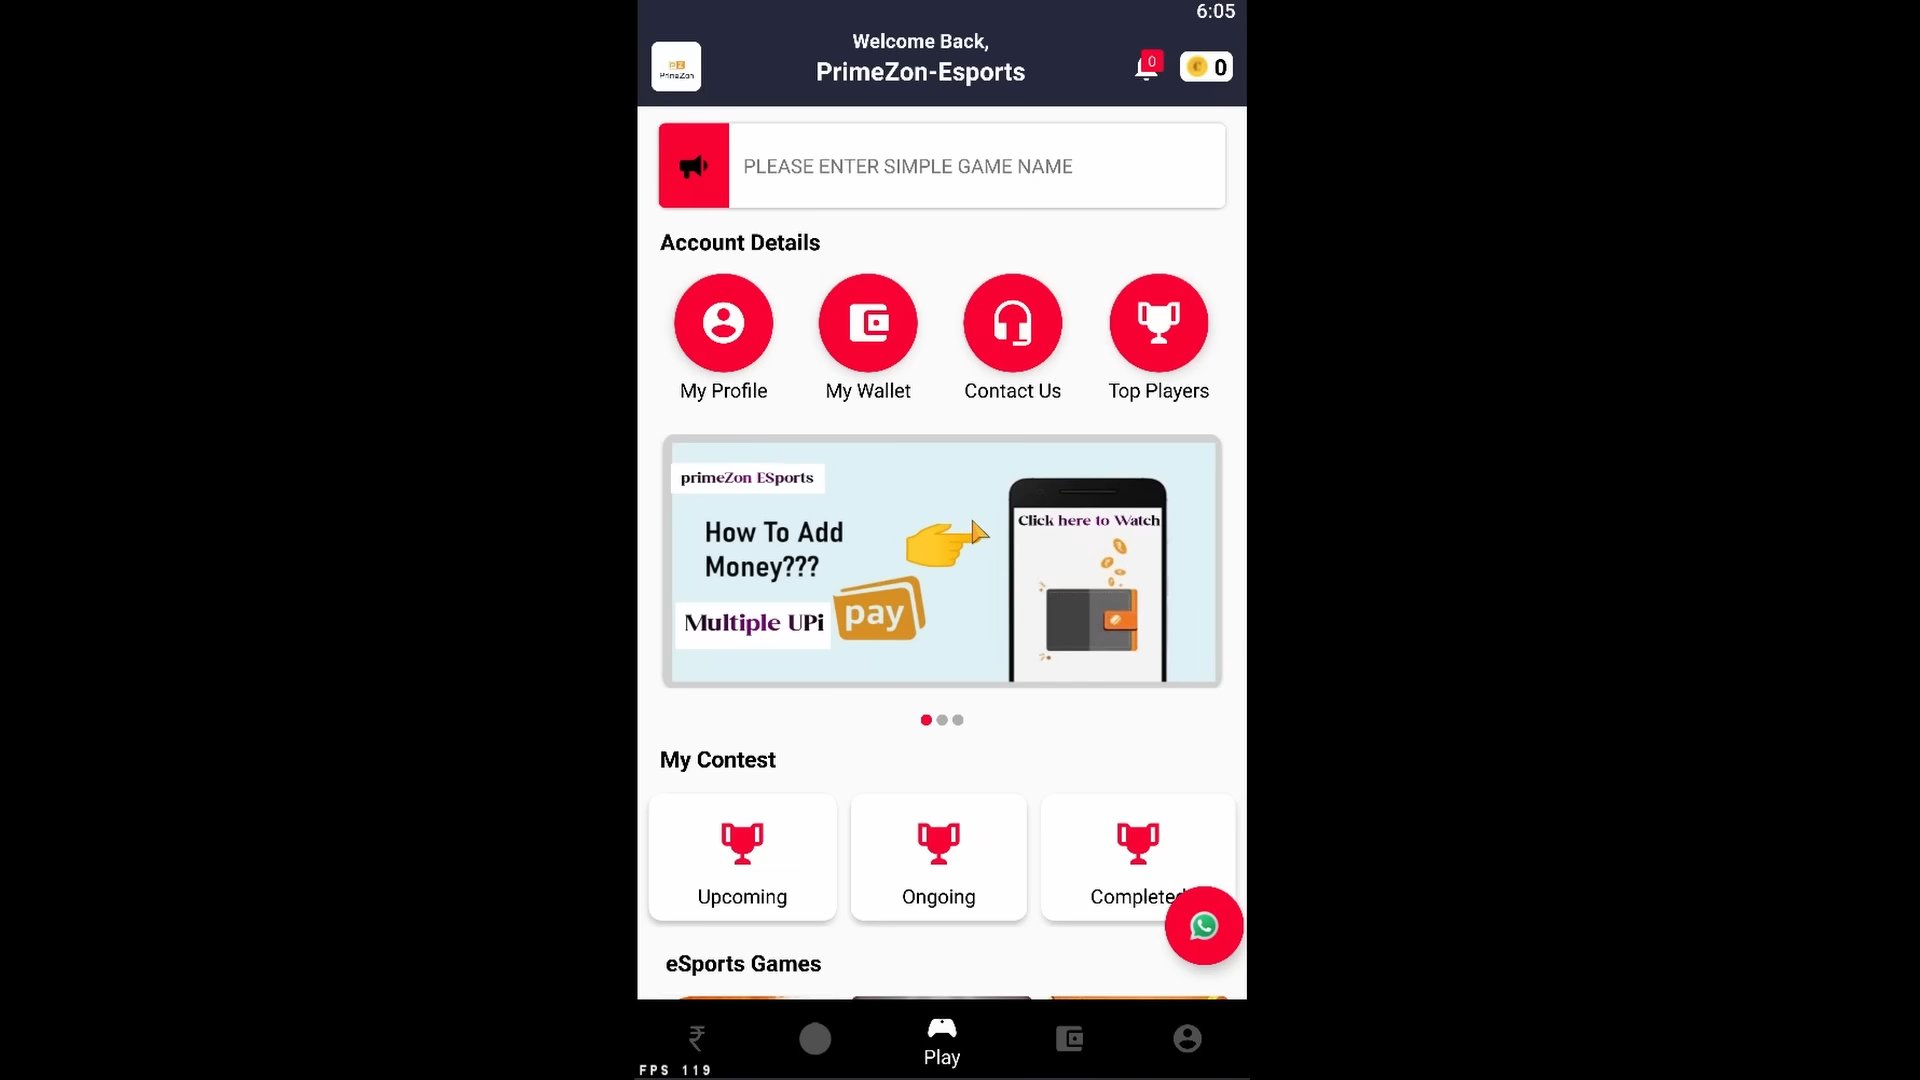 6:05
Welcome Back,
PrimeZon-Esports
PrimeZon
0
0
PLEASE ENTER SIMPLE GAME NAME
Account Details
My Profile
My Wallet
Contact Us
Top Players
primeZon ESports
How To Add
Money???
Multiple UPi
pay
Click here to Watch
My Contest
Upcoming
Ongoing
Completed
eSports Games
Play
FPS 119